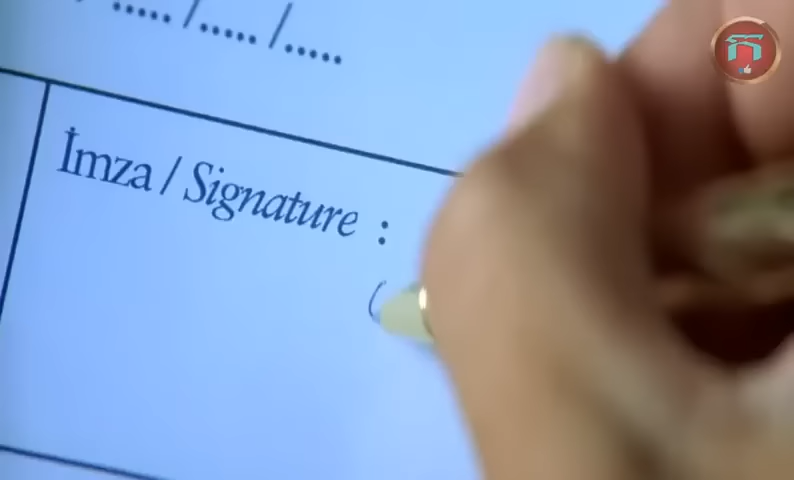 ..... / ..... / .....
İmza / Signature :